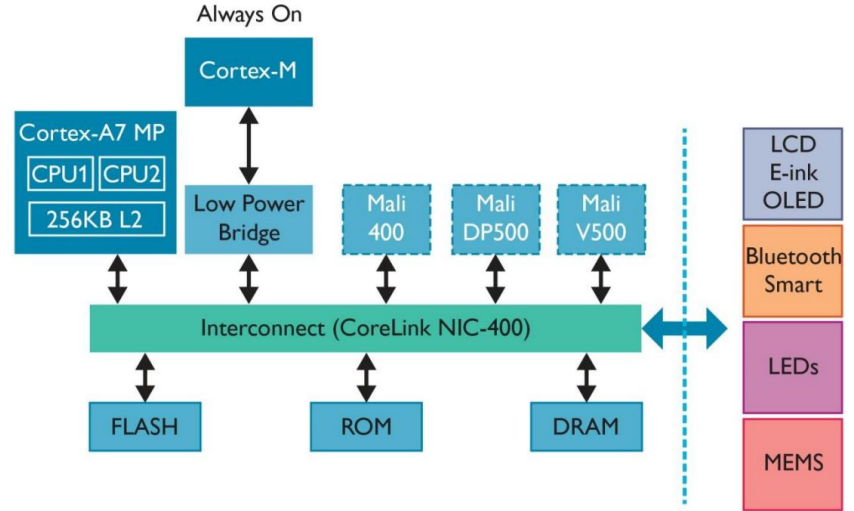 Always On
Cortex-M
Cortex-A7 MP
CPU1
CPU2
256KB L2
Low Power
Bridge
Mali
400
Mali
DP500
Mali
V500
Interconnect (CoreLink NIC-400)
FLASH
ROM
DRAM
LCD
E-ink
OLED
Bluetooth
Smart
LEDs
MEMS